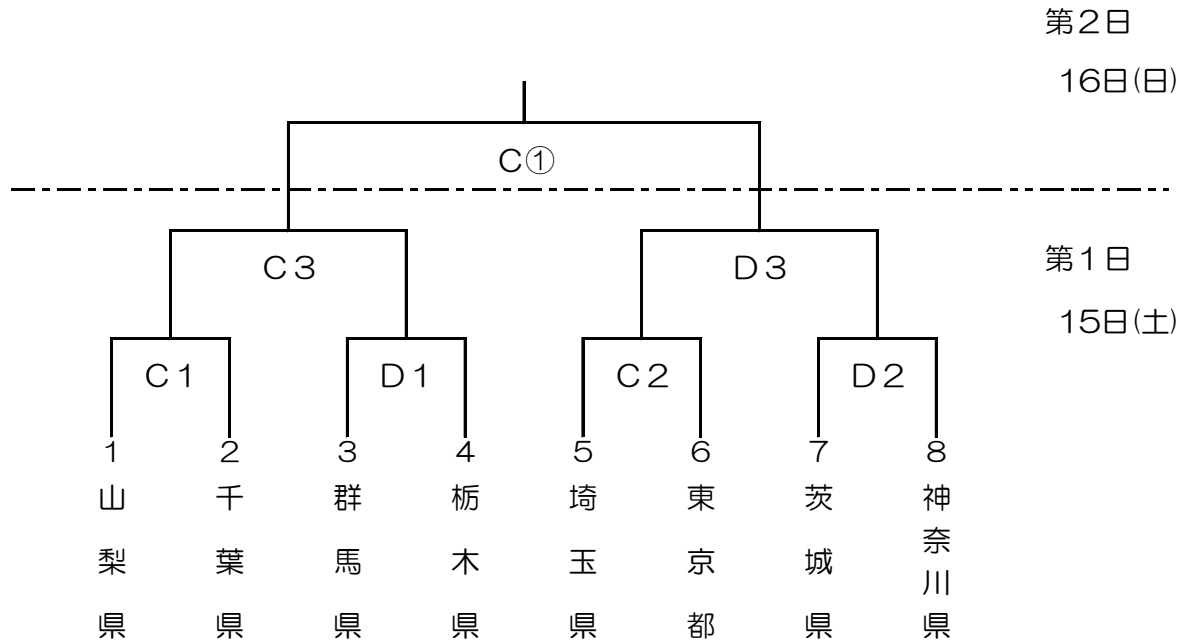 第２日
16日(日)
Ｃ①
Ｃ３
Ｄ３
第１日
15日(土)
Ｃ１
Ｄ１
Ｃ２
Ｄ２
１
２
３
４
５
６
７
８
山梨県
千葉県
群馬県
栃木県
埼玉県
東京都
茨城県
神奈川県